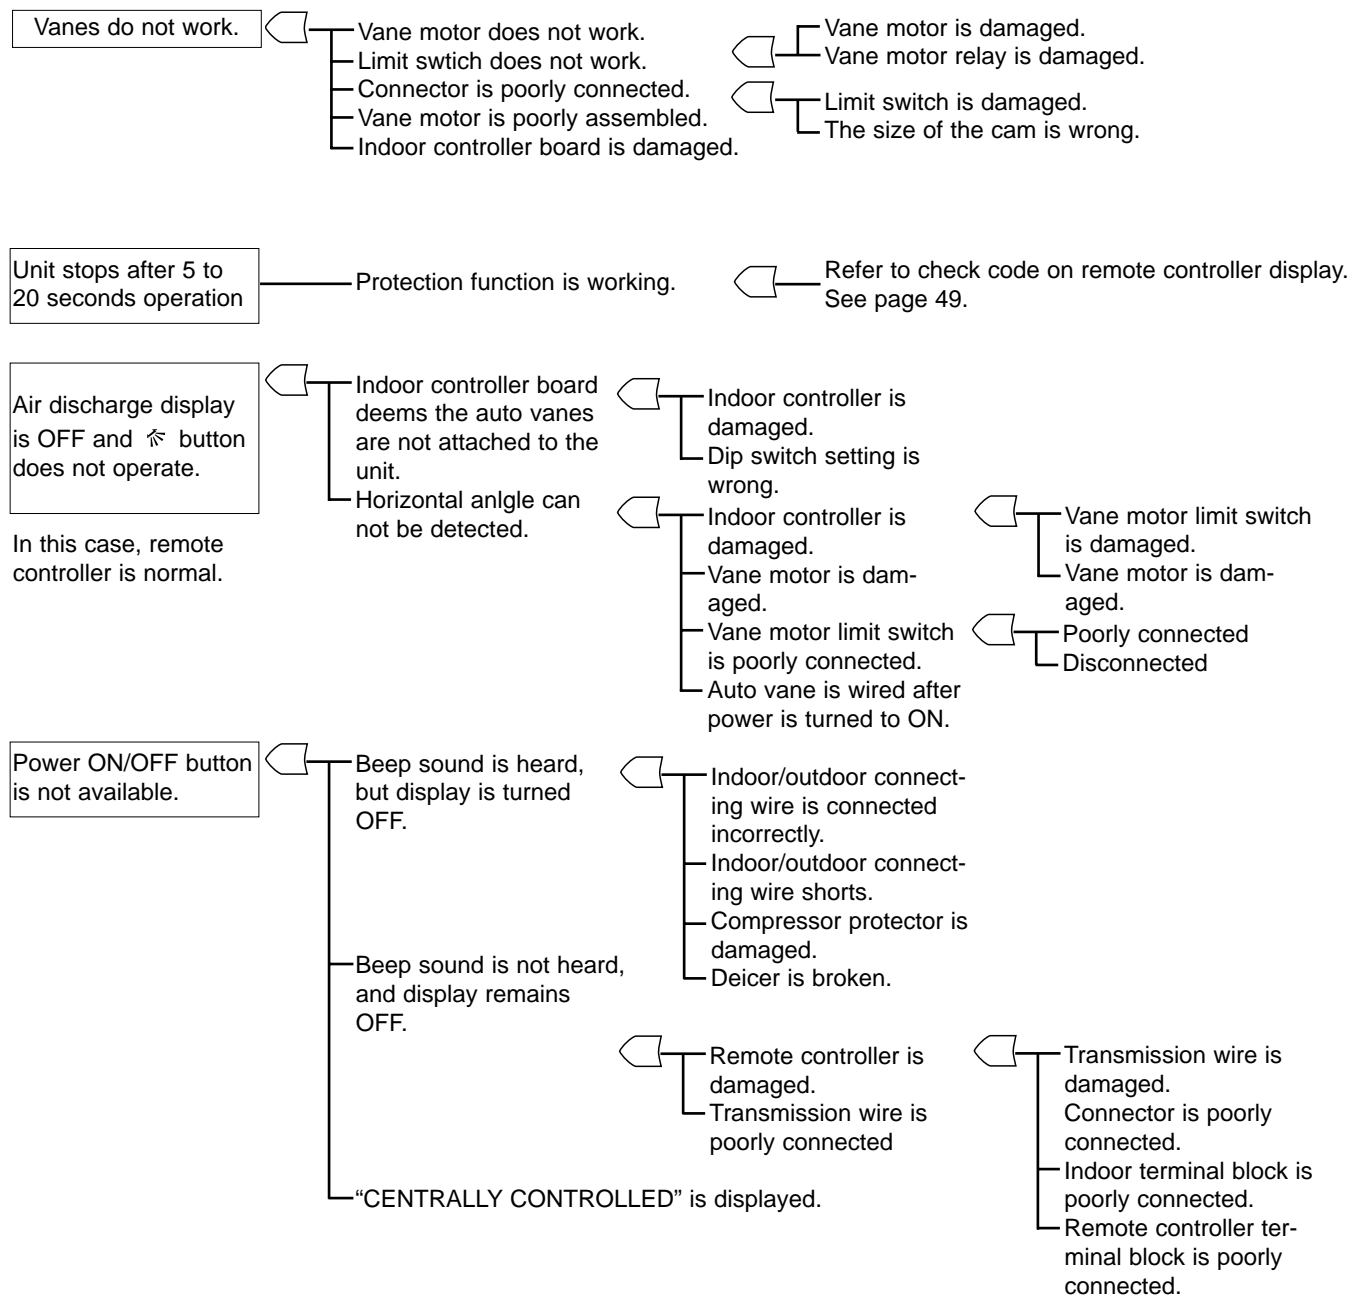 Vanes do not work.
Vane motor does not work.
Limit swtich does not work.
Connector is poorly connected.
Vane motor is poorly assembled.
Indoor controller board is damaged.
Vane motor is damaged.
Vane motor relay is damaged.
Limit switch is damaged.
The size of the cam is wrong.
Unit stops after 5 to
20 seconds operation
Protection function is working.
Refer to check code on remote controller display.
See page 49.
Air discharge display
is OFF and button
does not operate.
In this case, remote
controller is normal.
Indoor controller board
deems the auto vanes
are not attached to the
unit.
Horizontal anlgle can
not be detected.
Indoor controller is
damaged.
Dip switch setting is
wrong.
Indoor controller is
damaged.
Vane motor is dam-
aged.
Vane motor limit switch
is poorly connected.
Auto vane is wired after
power is turned to ON.
Vane motor limit switch
is damaged.
Vane motor is dam-
aged.
Poorly connected
Disconnected
Power ON/OFF button
is not available.
Beep sound is heard,
but display is turned
OFF.
Indoor/outdoor connect-
ing wire is connected
incorrectly.
Indoor/outdoor connect-
ing wire shorts.
Compressor protector is
damaged.
Deicer is broken.
Beep sound is not heard,
and display remains
OFF.
Remote controller is
damaged.
Transmission wire is
poorly connected
Transmission wire is
damaged.
Connector is poorly
connected.
Indoor terminal block is
poorly connected.
Remote controller ter-
minal block is poorly
connected.
“CENTRALLY CONTROLLED” is displayed.